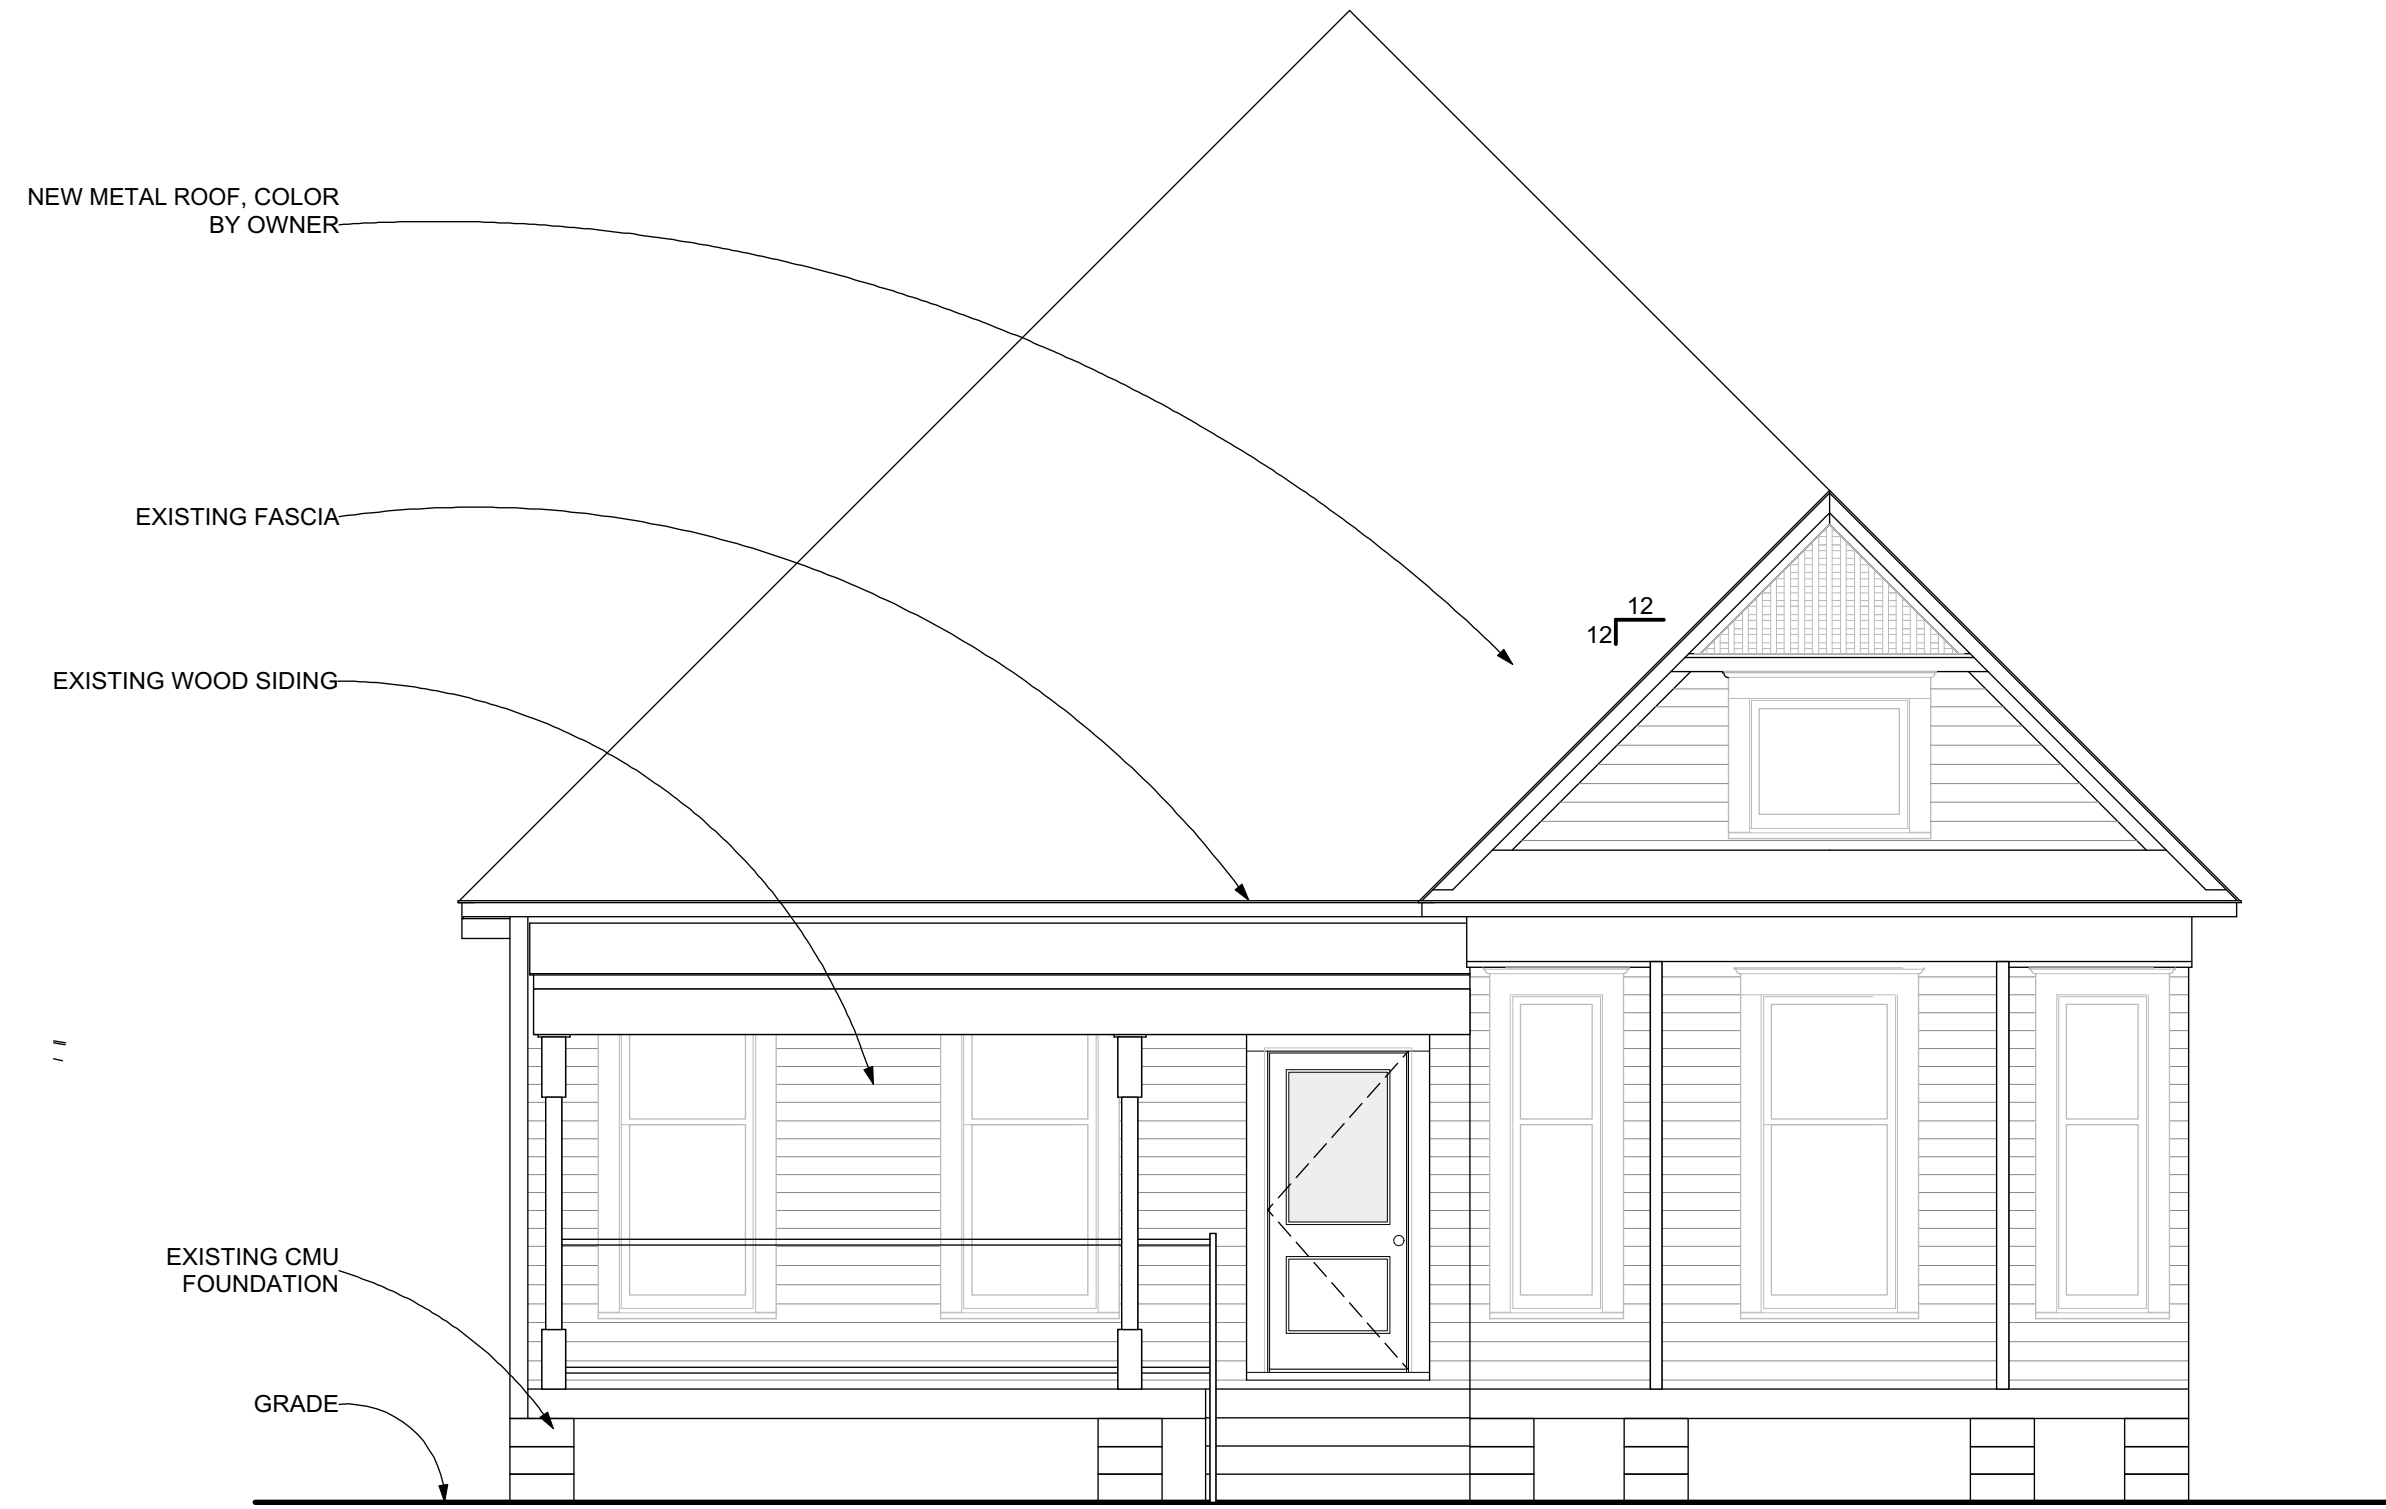 NEW METAL ROOF, COLOR
BY OWNER
EXISTING FASCIA
12
12
EXISTING WOOD SIDING
EXISTING CMU
FOUNDATION
GRADE